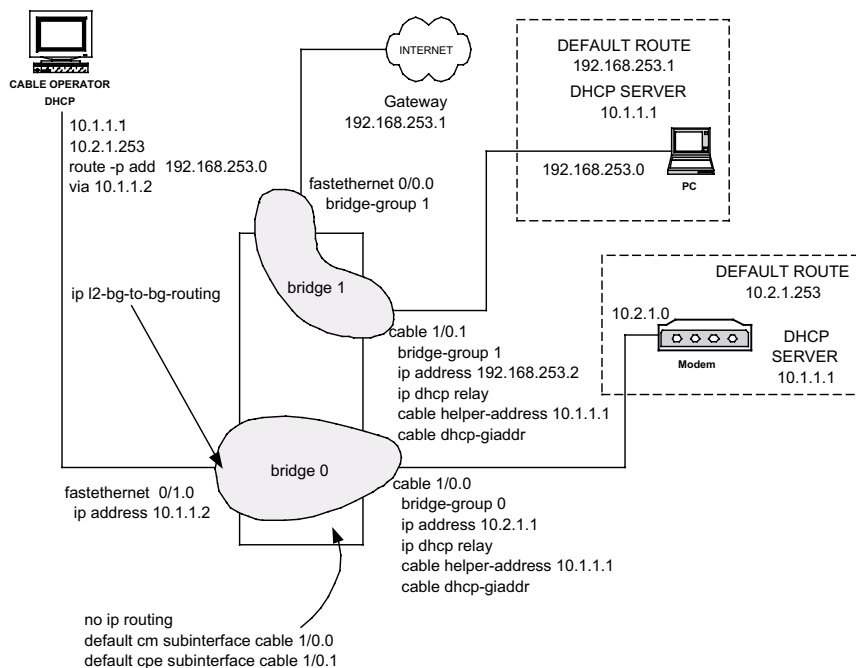 CABLE OPERATOR
DHCP
10.1.1.1
10.2.1.253
route -p add 192.168.253.0
via 10.1.1.2
INTERNET
Gateway
192.168.253.1
DEFAULT ROUTE
192.168.253.1
DHCP SERVER
10.1.1.1
192.168.253.0
PC
fastethernet 0/0.0
bridge-group 1
bridge 1
ip l2-bg-to-bg-routing
cable 1/0.1
bridge-group 1
ip address 192.168.253.2
ip dhcp relay
cable helper-address 10.1.1.1
cable dhcp-giaddr
DEFAULT ROUTE
10.2.1.253
10.2.1.0
Modem
DHCP
SERVER
10.1.1.1
bridge 0
fastethernet 0/1.0
ip address 10.1.1.2
cable 1/0.0
bridge-group 0
ip address 10.2.1.1
ip dhcp relay
cable helper-address 10.1.1.1
cable dhcp-giaddr
no ip routing
default cm subinterface cable 1/0.0
default cpe subinterface cable 1/0.1